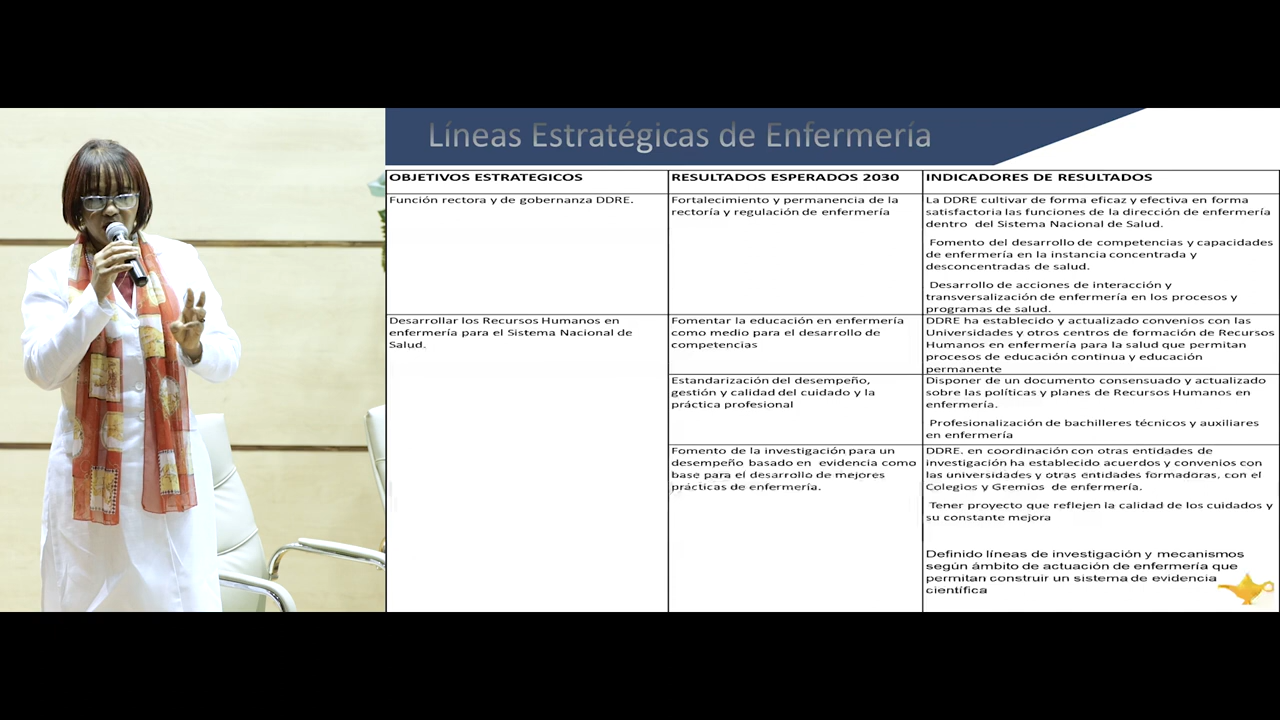 Líneas Estratégicas de Enfermería
OBJETIVOS ESTRATEGICOS
RESULTADOS ESPERADOS 2030
INDICADORES DE RESULTADOS
Función rectora y de gobernanza DDRE.
Fortalecimiento y permanencia de la
rectoría y regulación de enfermería
La DDRE cultivar de forma eficaz y efectiva en forma
satisfactoria las funciones de la dirección de enfermería
dentro del Sistema Nacional de Salud.
Fomento del desarrollo de competencias y capacidades
de enfermería en la instancia concentrada y
desconcentradas de salud.
Desarrollo de acciones de interacción y
transversalización de enfermería en los procesos y
programas de salud.
Desarrollar los Recursos Humanos en
enfermería para el Sistema Nacional de
Salud.
Fomentar la educación en enfermería
como medio para el desarrollo de
competencias
DDRE ha establecido y actualizado convenios con las
Universidades y otros centros de formación de Recursos
Humanos en enfermería para la salud que permitan
procesos de educación continua y educación
permanente
Estandarización del desempeño,
gestión y calidad del cuidado y la
práctica profesional
Disponer de un documento consensuado y actualizado
sobre las políticas y planes de Recursos Humanos en
enfermería.
Profesionalización de bachilleres técnicos y auxiliares
en enfermería
Fomento de la investigación para un
desempeño basado en evidencia como
base para el desarrollo de mejores
prácticas de enfermería.
DDRE. en coordinación con otras entidades de
investigación ha establecido acuerdos y convenios con
las universidades y otras entidades formadoras, con el
Colegios y Gremios de enfermería.
Tener proyecto que reflejen la calidad de los cuidados y
su constante mejora
Definido líneas de investigación y mecanismos
según ámbito de actuación de enfermería que
permitan construir un sistema de evidencia
científica